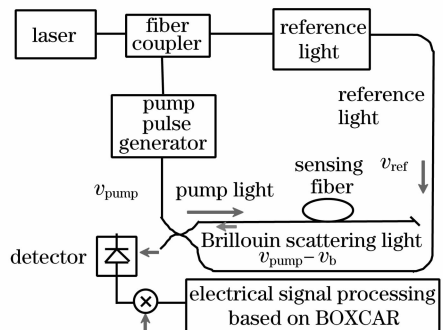 laser
fiber
coupler
reference
light
reference
light
pump
pulse
generator
sensing
fiber
νref
νpump
pump light
Brillouin scattering light
νpump−νb
detector
electrical signal processing
based on BOXCAR